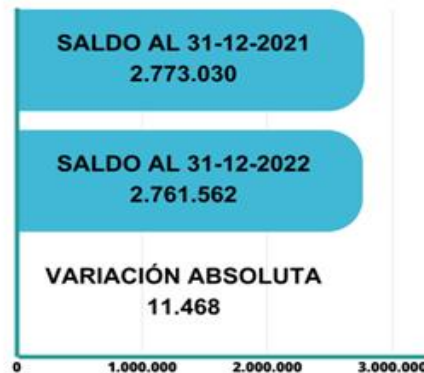 SALDO AL 31-12-2021
2.773.030
SALDO AL 31-12-2022
2.761.562
VARIACIÓN ABSOLUTA
11.468
0 1.000.000 2.000.000 3.000.000